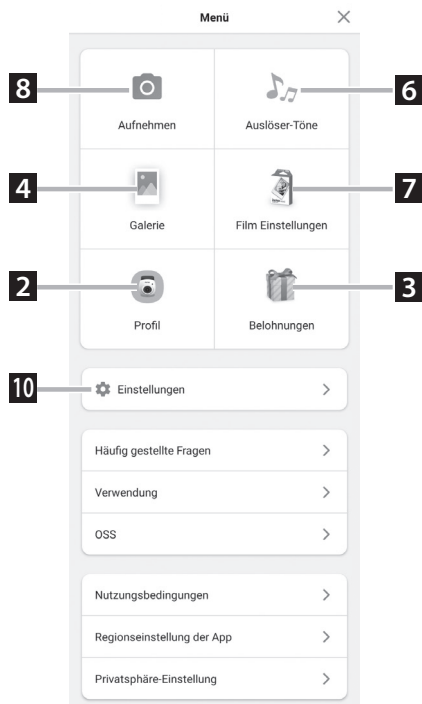 Menü
8
6
Aufnehmen
Auslöser-Töne
4
7
Galerie
Film Einstellungen
2
3
Profil
Belohnungen
10
Einstellungen
Häufig gestellte Fragen
Verwendung
OSS
Nutzungsbedingungen
Regionseinstellung der App
Privatsphäre-Einstellung